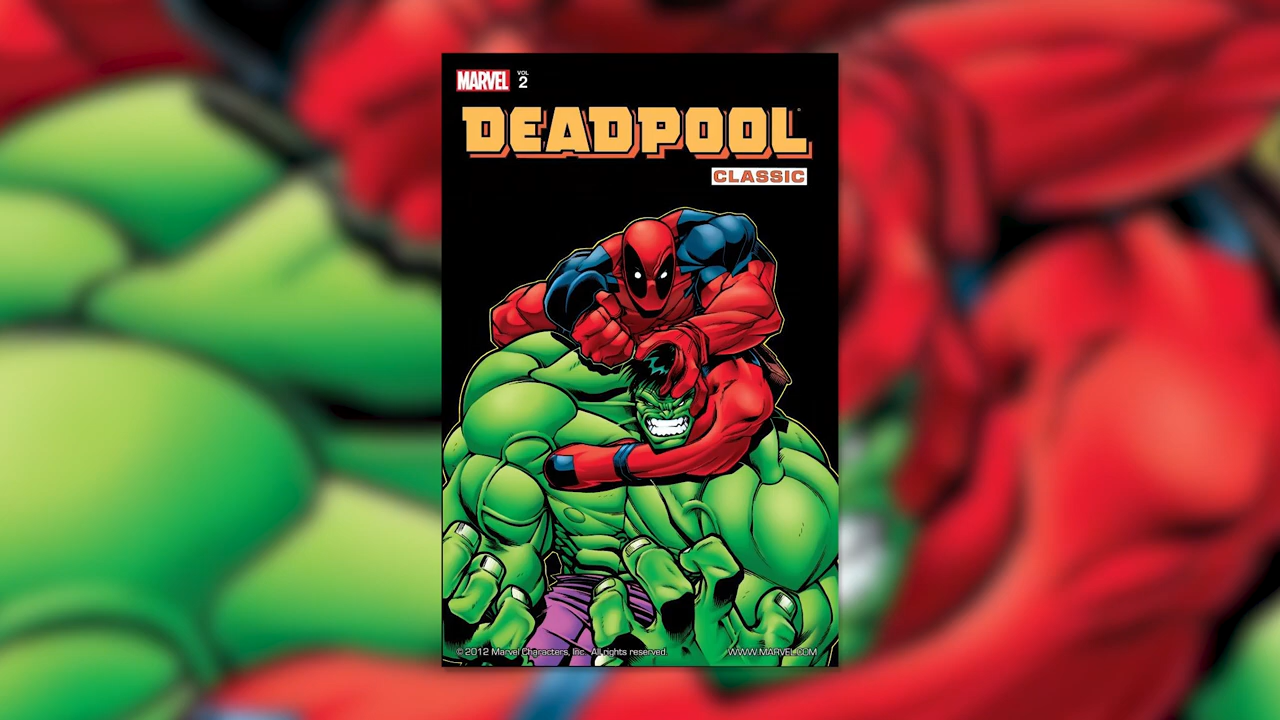 MARVEL
VOL
2
DEADPOOL
CLASSIC
© 2012 Marvel Characters, Inc. All rights reserved.
WWW.MARVEL.COM